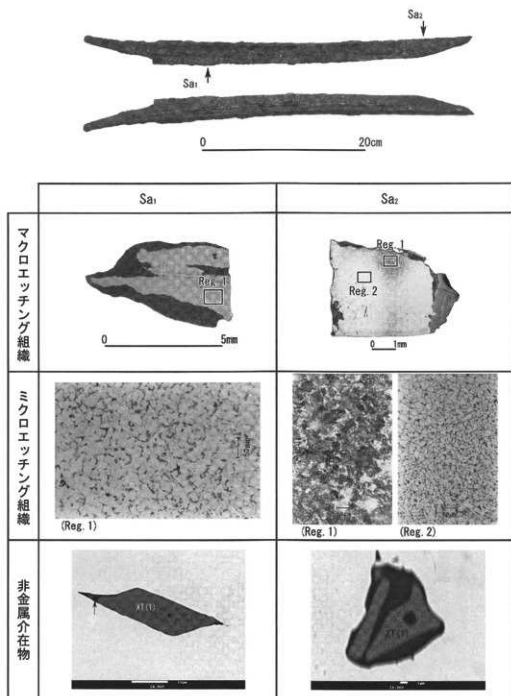 Sa₂
Sa₁
0 20cm
Sa₁ Sa₂
マクロエッチング組織
Reg. 1
0 5mm
Reg. 1
Reg. 2
0 1mm
ミクロエッチング組織
(Reg. 1)
(Reg. 1) (Reg. 2)
非金属介在物
XT(1)